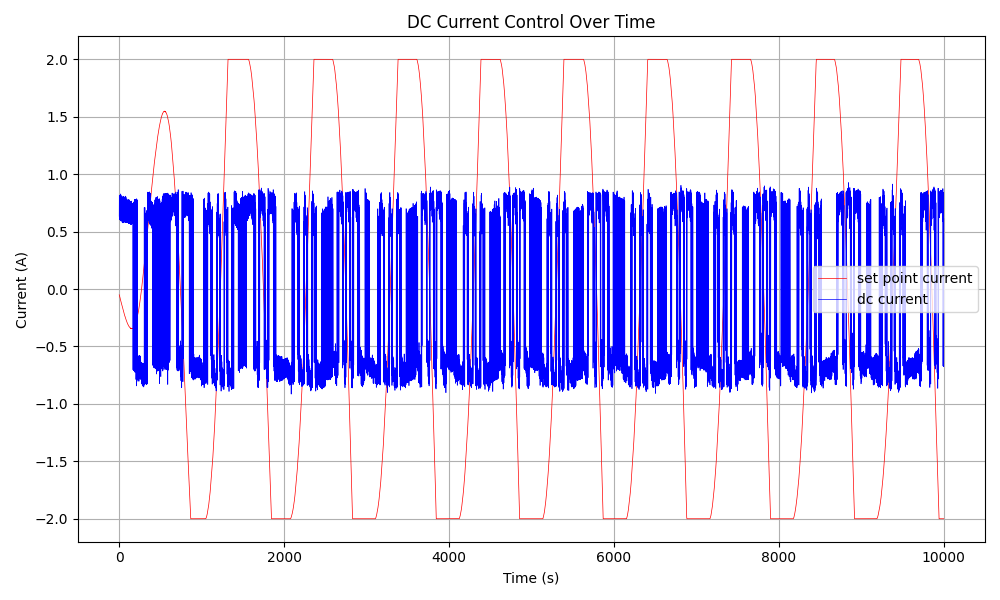 DC Current Control Over Time
Current (A)
2.0
1.5
1.0
0.5
0.0
−0.5
−1.0
−1.5
−2.0
set point current
dc current
0 2000 4000 6000 8000 10000
Time (s)